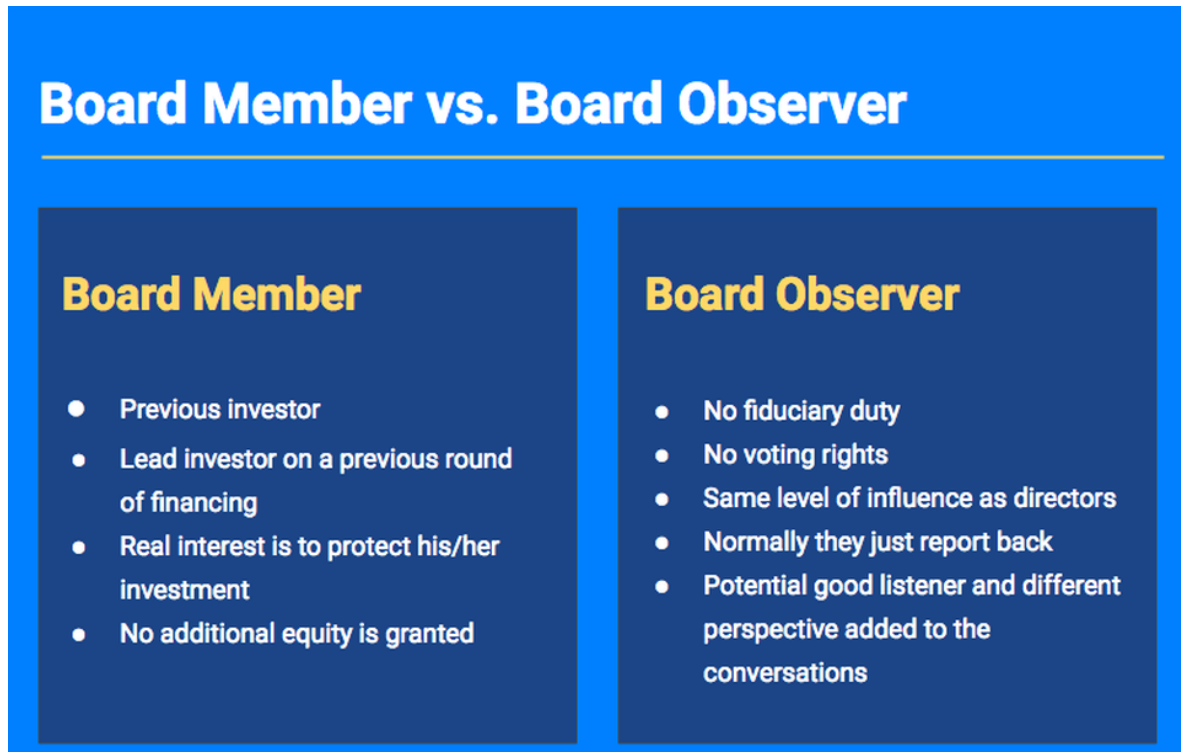 Board Member vs. Board Observer
Board Member
● Previous investor
● Lead investor on a previous round
of financing
● Real interest is to protect his/her
investment
● No additional equity is granted
Board Observer
● No fiduciary duty
● No voting rights
● Same level of influence as directors
● Normally they just report back
● Potential good listener and different
perspective added to the
conversations